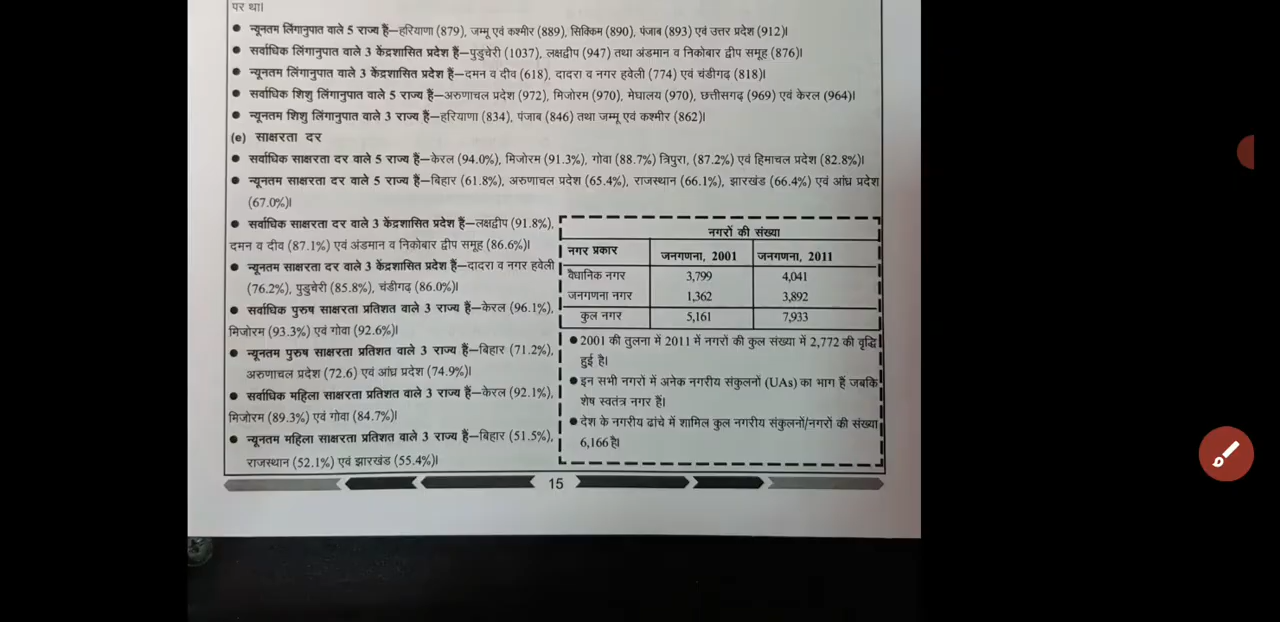 पर था।
● न्यूनतम लिंगानुपात वाले 5 राज्य हैं—हरियाणा (879), जम्मू एवं कश्मीर (889), सिक्किम (890), पंजाब (893) एवं उत्तर प्रदेश (912)।
● सर्वाधिक लिंगानुपात वाले 3 केंद्रशासित प्रदेश हैं—पुडुचेरी (1037), लक्षद्वीप (947) तथा अंडमान व निकोबार द्वीप समूह (876)।
● न्यूनतम लिंगानुपात वाले 3 केंद्रशासित प्रदेश हैं—दमन व दीव (618), दादरा व नगर हवेली (774) एवं चंडीगढ़ (818)।
● सर्वाधिक शिशु लिंगानुपात वाले 5 राज्य हैं—अरुणाचल प्रदेश (972), मिजोरम (970), मेघालय (970), छत्तीसगढ़ (969) एवं केरल (964)।
● न्यूनतम शिशु लिंगानुपात वाले 3 राज्य हैं—हरियाणा (834), पंजाब (846) तथा जम्मू एवं कश्मीर (862)।
(e) साक्षरता दर
● सर्वाधिक साक्षरता दर वाले 5 राज्य हैं—केरल (94.0%), मिजोरम (91.3%), गोवा (88.7%) त्रिपुरा, (87.2%) एवं हिमाचल प्रदेश (82.8%)।
● न्यूनतम साक्षरता दर वाले 5 राज्य हैं—बिहार (61.8%), अरुणाचल प्रदेश (65.4%), राजस्थान (66.1%), झारखंड (66.4%) एवं आंध्र प्रदेश
(67.0%)।
● सर्वाधिक साक्षरता दर वाले 3 केंद्रशासित प्रदेश हैं—लक्षद्वीप (91.8%),
दमन व दीव (87.1%) एवं अंडमान व निकोबार द्वीप समूह (86.6%)।
● न्यूनतम साक्षरता दर वाले 3 केंद्रशासित प्रदेश हैं—दादरा व नगर हवेली
(76.2%), पुडुचेरी (85.8%), चंडीगढ़ (86.0%)।
● सर्वाधिक पुरुष साक्षरता प्रतिशत वाले 3 राज्य हैं—केरल (96.1%),
मिजोरम (93.3%) एवं गोवा (92.6%)।
● न्यूनतम पुरुष साक्षरता प्रतिशत वाले 3 राज्य हैं—बिहार (71.2%),
अरुणाचल प्रदेश (72.6) एवं आंध्र प्रदेश (74.9%)।
● सर्वाधिक महिला साक्षरता प्रतिशत वाले 3 राज्य हैं—केरल (92.1%),
मिजोरम (89.3%) एवं गोवा (84.7%)।
● न्यूनतम महिला साक्षरता प्रतिशत वाले 3 राज्य हैं—बिहार (51.5%),
राजस्थान (52.1%) एवं झारखंड (55.4%)।
नगरों की संख्या
नगर प्रकार जनगणना, 2001 जनगणना, 2011
वैधानिक नगर 3,799 4,041
जनगणना नगर 1,362 3,892
कुल नगर 5,161 7,933
● 2001 की तुलना में 2011 में नगरों की कुल संख्या में 2,772 की वृद्धि
हुई है।
● इन सभी नगरों में अनेक नगरीय संकुलनों (UAs) का भाग हैं जबकि
शेष स्वतंत्र नगर हैं।
● देश के नगरीय ढांचे में शामिल कुल नगरीय संकुलनों/नगरों की संख्या
6,166 है।
15